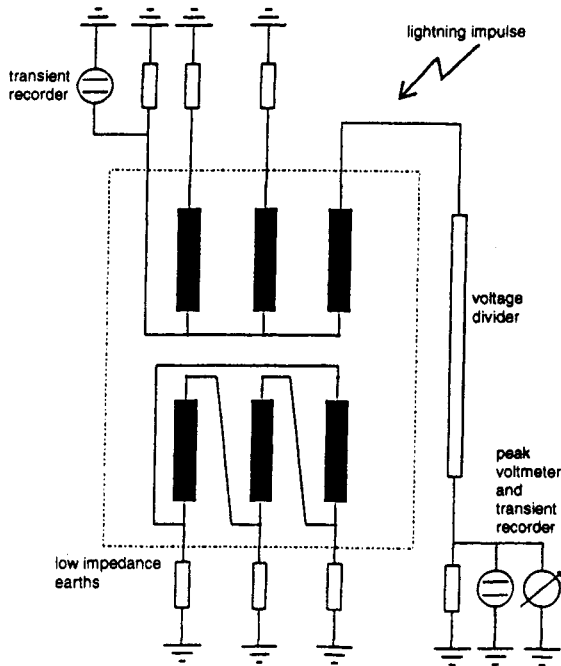 lightning impulse
transient
recorder
voltage
divider
peak
voltmeter
and
transient
recorder
low impedance
earths